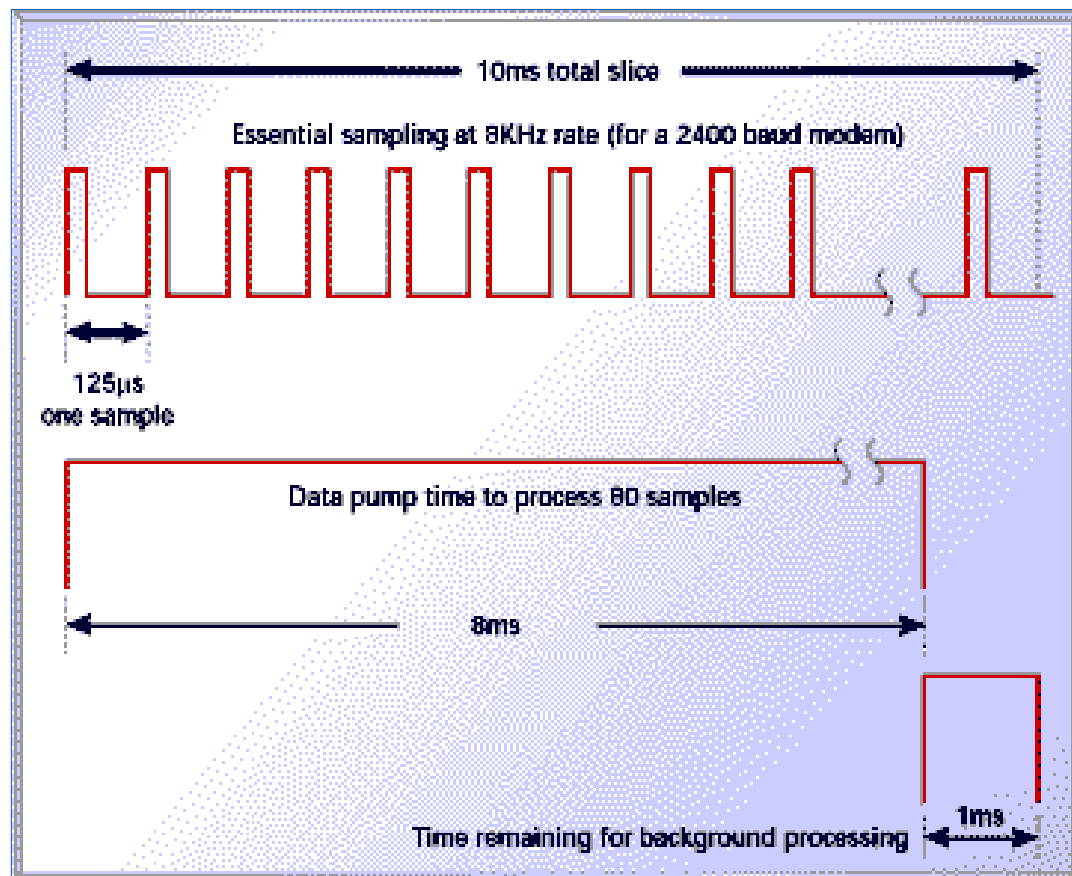 10ms total slice
Essential sampling at 8KHz rate (for a 2400 baud modem)
125µs
one sample
Data pump time to process 80 samples
8ms
1ms
Time remaining for background processing